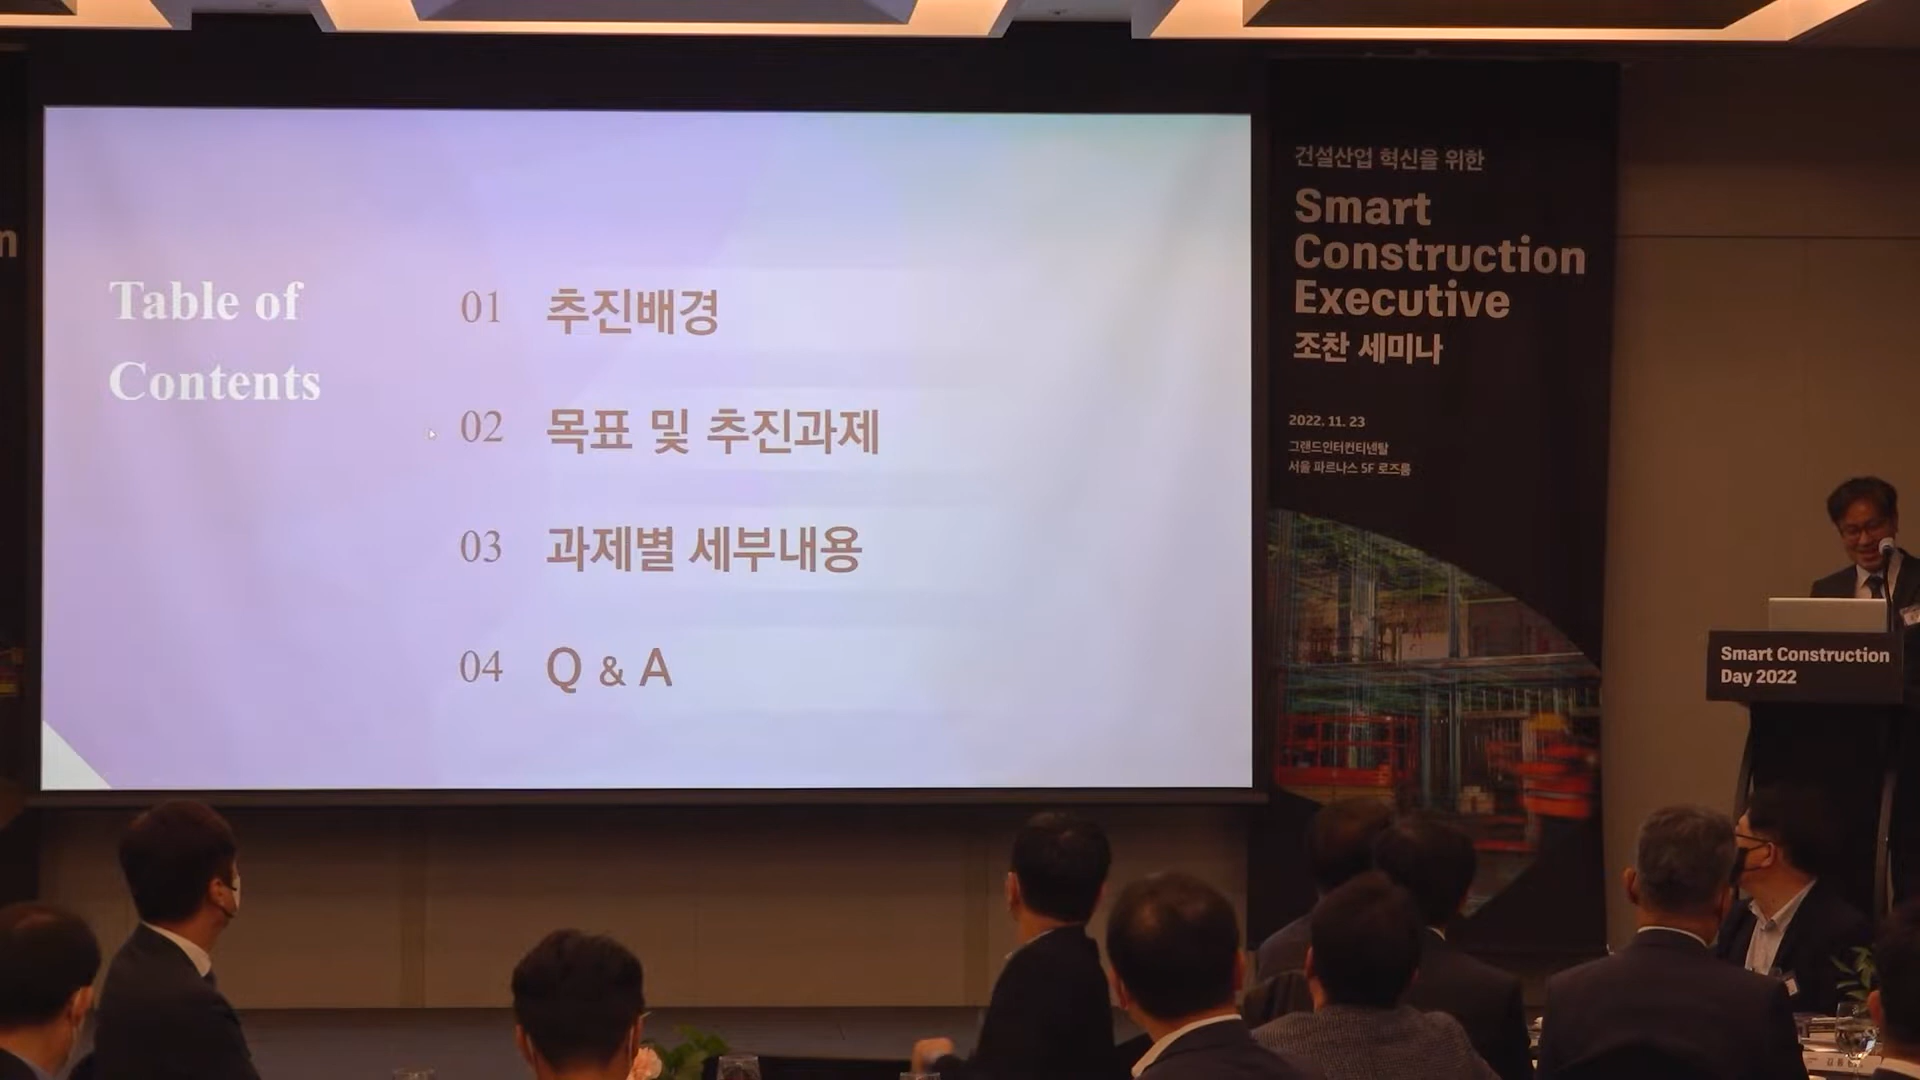 Table of
Contents
01 추진배경
02 목표 및 추진과제
03 과제별 세부내용
04 Q & A
건설산업 혁신을 위한
Smart
Construction
Executive
조찬 세미나
2022. 11. 23
그랜드인터컨티넨탈
서울 파르나스 5F 로즈룸
Smart Construction
Day 2022